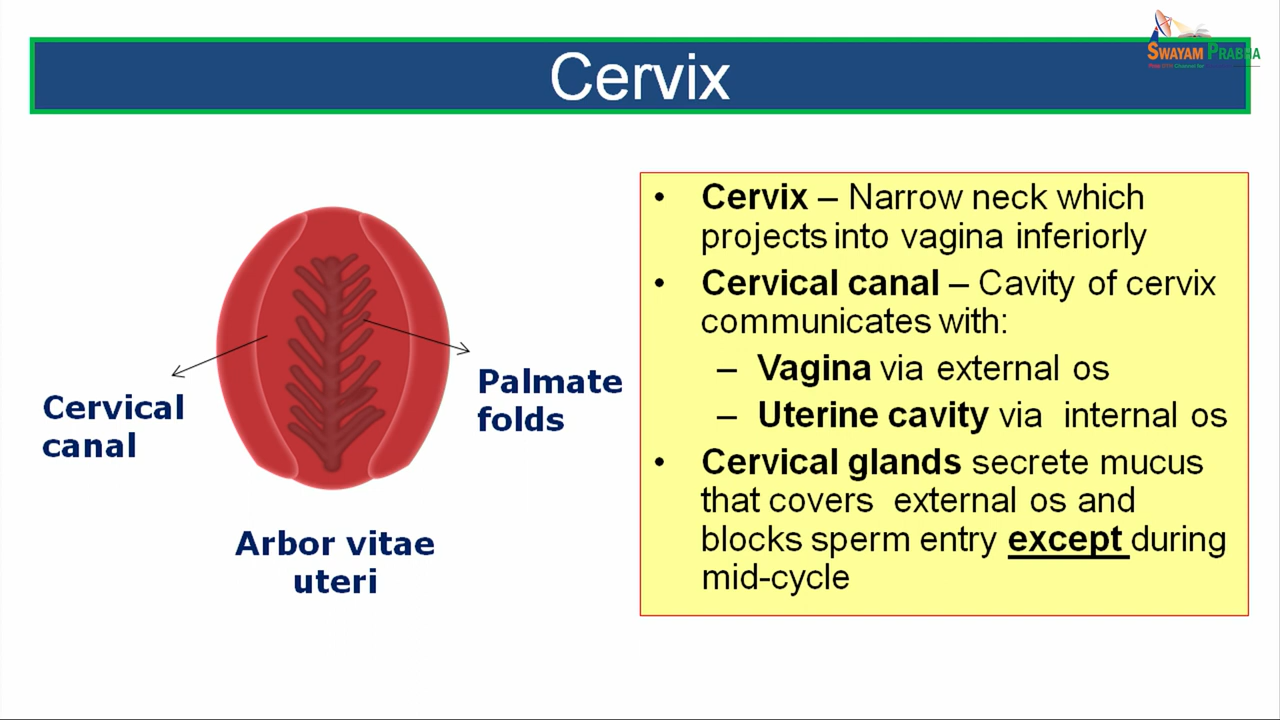 SWAYAM PRABHA
Cervix
• Cervix – Narrow neck which
projects into vagina inferiorly
• Cervical canal – Cavity of cervix
communicates with:
– Vagina via external os
– Uterine cavity via internal os
• Cervical glands secrete mucus
that covers external os and
blocks sperm entry except during
mid-cycle
Palmate
folds
Cervical
canal
Arbor vitae
uteri